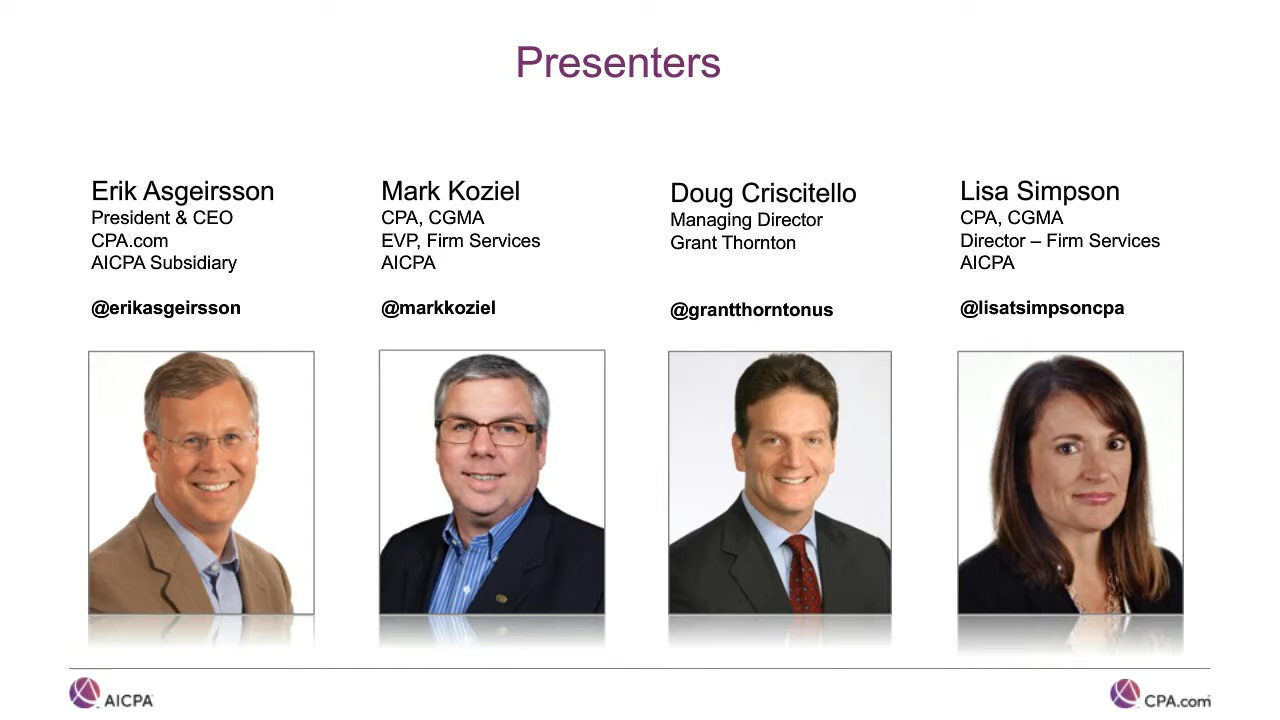 Presenters
Erik Asgeirsson
President & CEO
CPA.com
AICPA Subsidiary
@erikasgeirsson
Mark Koziel
CPA, CGMA
EVP, Firm Services
AICPA
@markkoziel
Doug Criscitello
Managing Director
Grant Thornton
@grantthorntonus
Lisa Simpson
CPA, CGMA
Director – Firm Services
AICPA
@lisatsimpsoncpa
AICPA
CPA.com